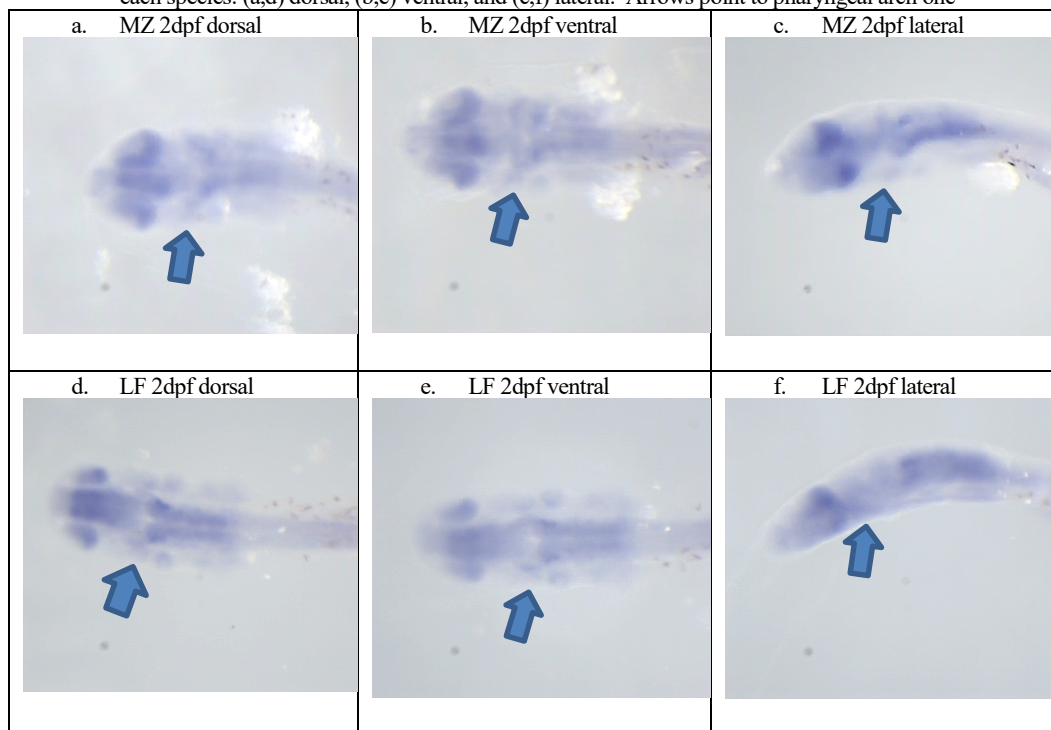 each species. (a,d) dorsal, (b,e) ventral, and (c,f) lateral. Arrows point to pharyngeal arch one
a. MZ 2dpf dorsal
b. MZ 2dpf ventral
c. MZ 2dpf lateral
d. LF 2dpf dorsal
e. LF 2dpf ventral
f. LF 2dpf lateral